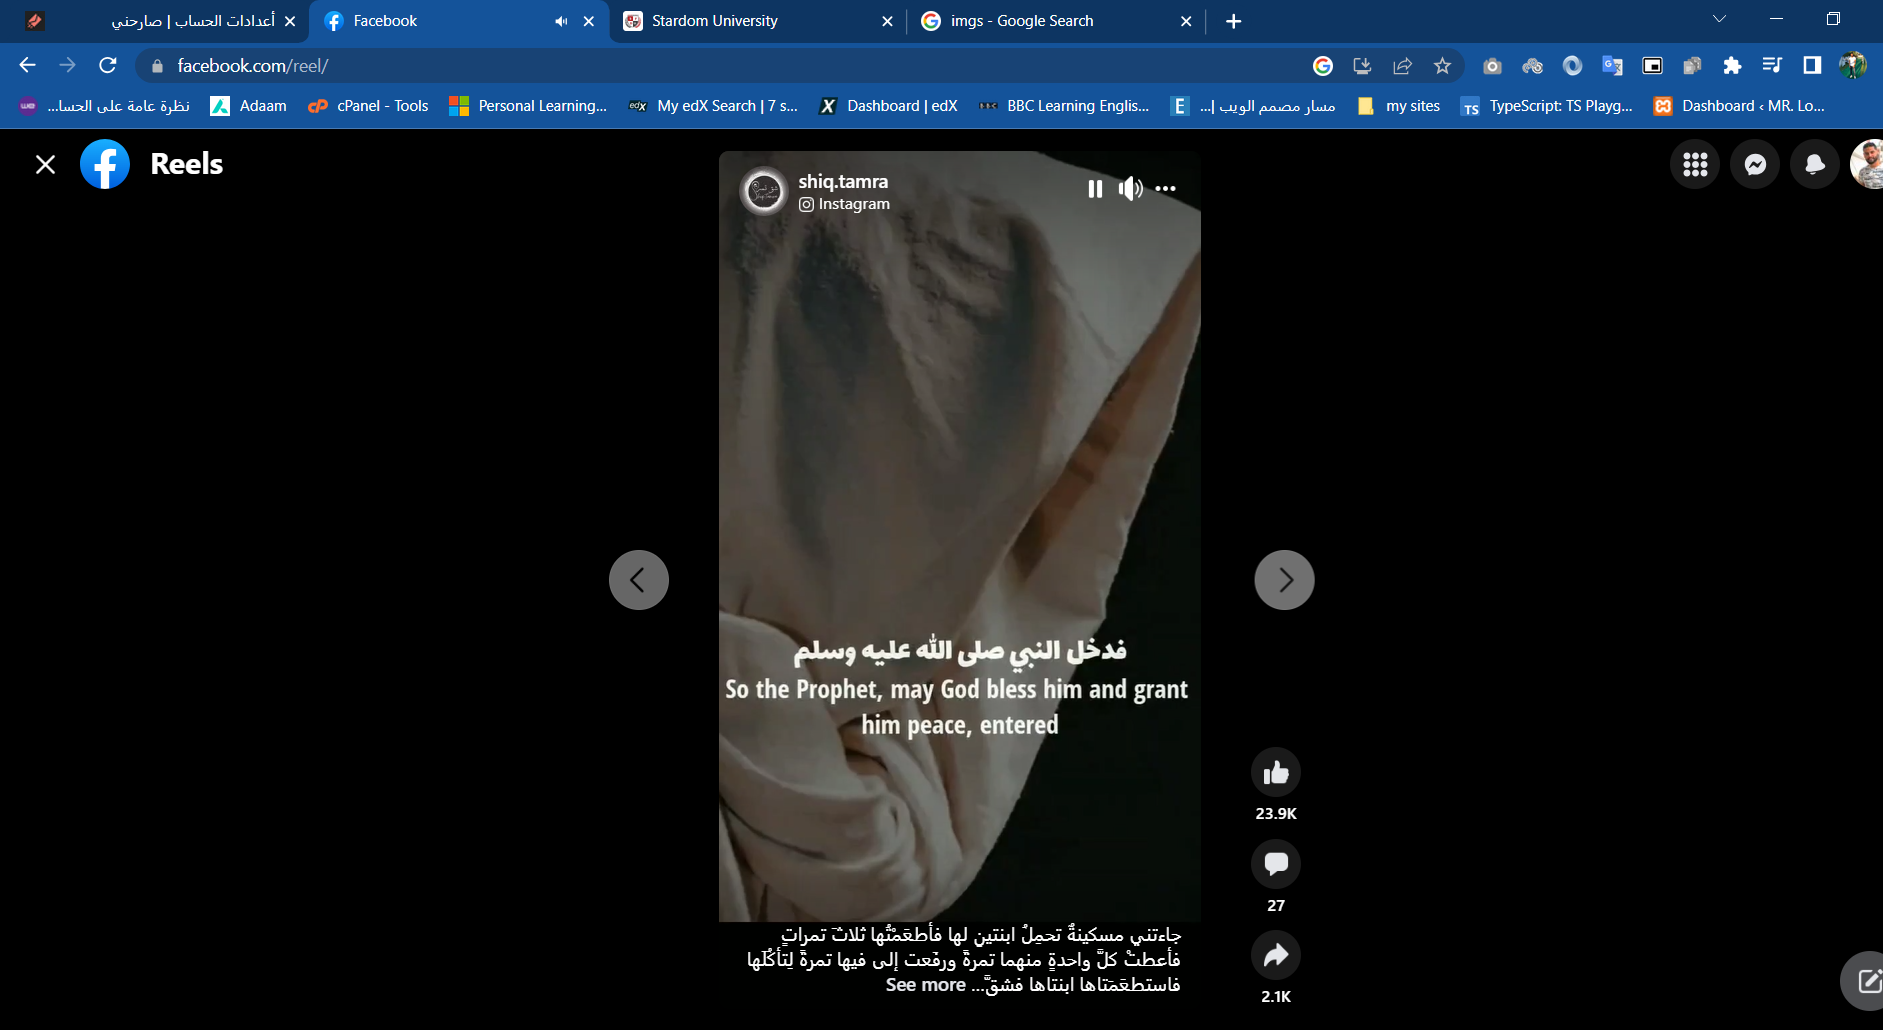 أعدادات الحساب | صارحني
Facebook
Stardom University
imgs - Google Search
facebook.com/reel/
نظرة عامة على الحسا...
Adaam
cPanel - Tools
Personal Learning...
My edX Search | 7 s...
Dashboard | edX
BBC Learning Englis...
مسار مصمم الويب |...
my sites
TypeScript: TS Playg...
Dashboard ‹ MR. Lo...
Reels
shiq.tamra
Instagram
فدخل النبي صلى الله عليه وسلم
So the Prophet, may God bless him and grant
him peace, entered
23.9K
27
2.1K
جاءتني مسكينةٌ تحمِلُ ابنتينِ لها فأطعَمْتُها ثلاثَ تمراتٍ
فأعطتْ كلَّ واحدةٍ منهما تمرةً ورفَعت إلى فيها تمرةً لِتأكُلَها
فاستطعَمَتاها ابنتاها فشقَّ... See more